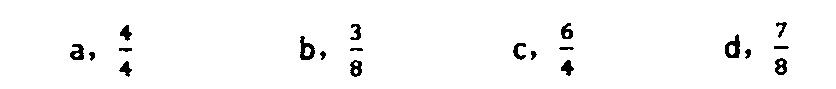 a, 4/4 b, 3/8 c, 6/4 d, 7/8